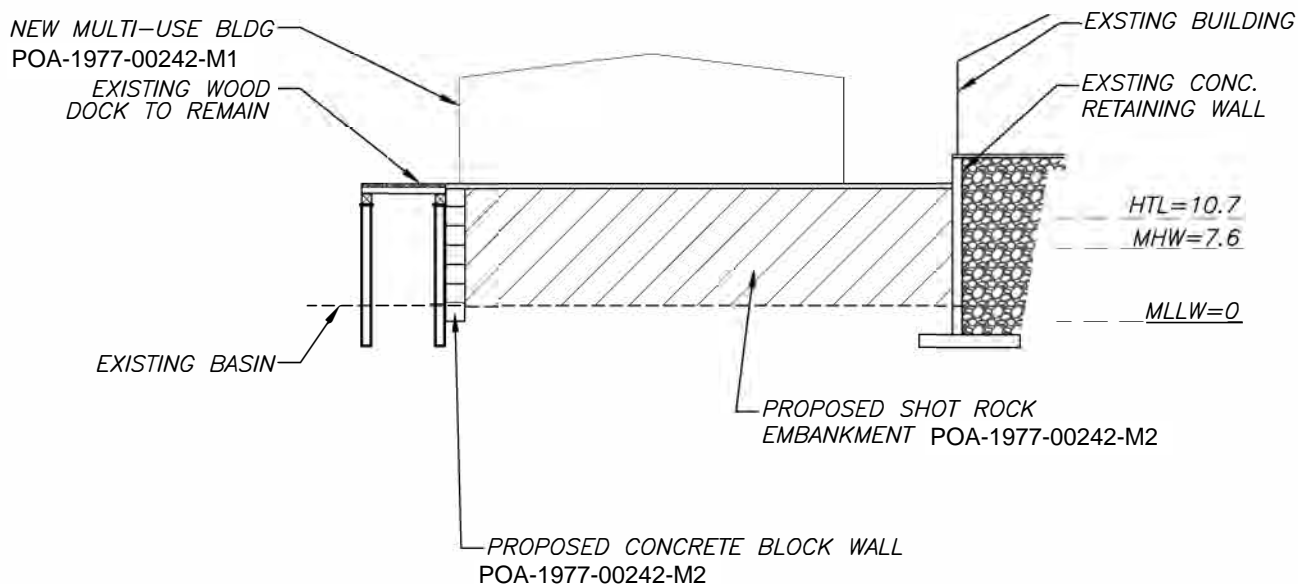 NEW MULTI-USE BLDG
POA-1977-00242-M1
EXISTING WOOD
DOCK TO REMAIN
EXSTING BUILDING
EXSTING CONC.
RETAINING WALL
HTL=10.7
MHW=7.6
MLLW=0
EXISTING BASIN
PROPOSED SHOT ROCK
EMBANKMENT POA-1977-00242-M2
PROPOSED CONCRETE BLOCK WALL
POA-1977-00242-M2